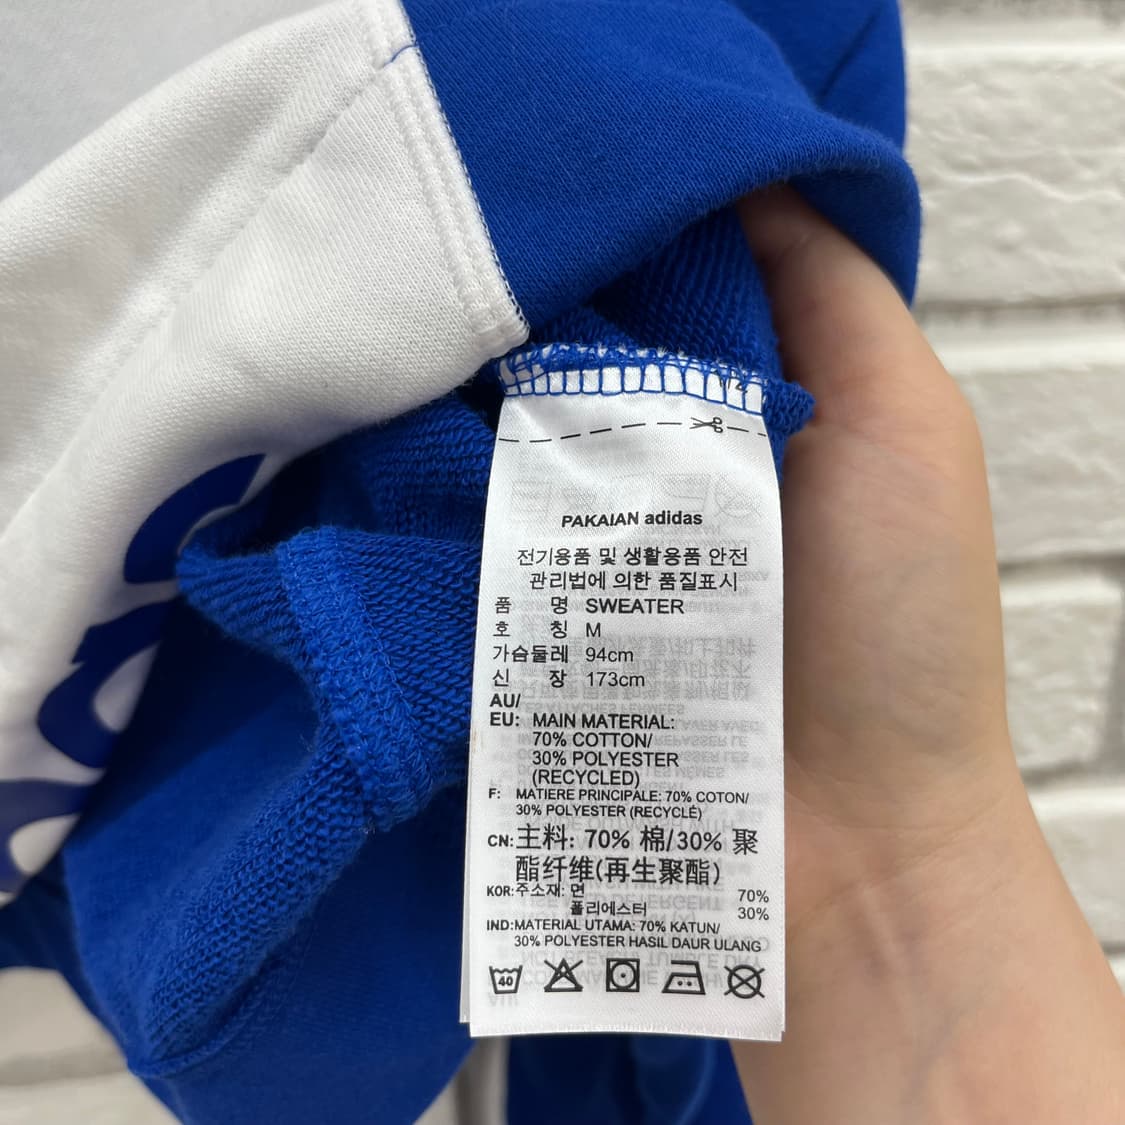 PAKAIAN adidas
전기용품 및 생활용품 안전
관리법에 의한 품질표시
품 명 SWEATER
호 칭 M
가슴둘레 94cm
신 장 173cm
AU/
EU: MAIN MATERIAL:
70% COTTON/
30% POLYESTER
(RECYCLED)
F: MATIERE PRINCIPALE: 70% COTON/
30% POLYESTER (RECYCLÉ)
CN:主料: 70% 棉/30% 聚
酯纤维(再生聚酯)
KOR:주소재: 면 70%
폴리에스터 30%
IND:MATERIAL UTAMA: 70% KATUN/
30% POLYESTER HASIL DAUR ULANG
40